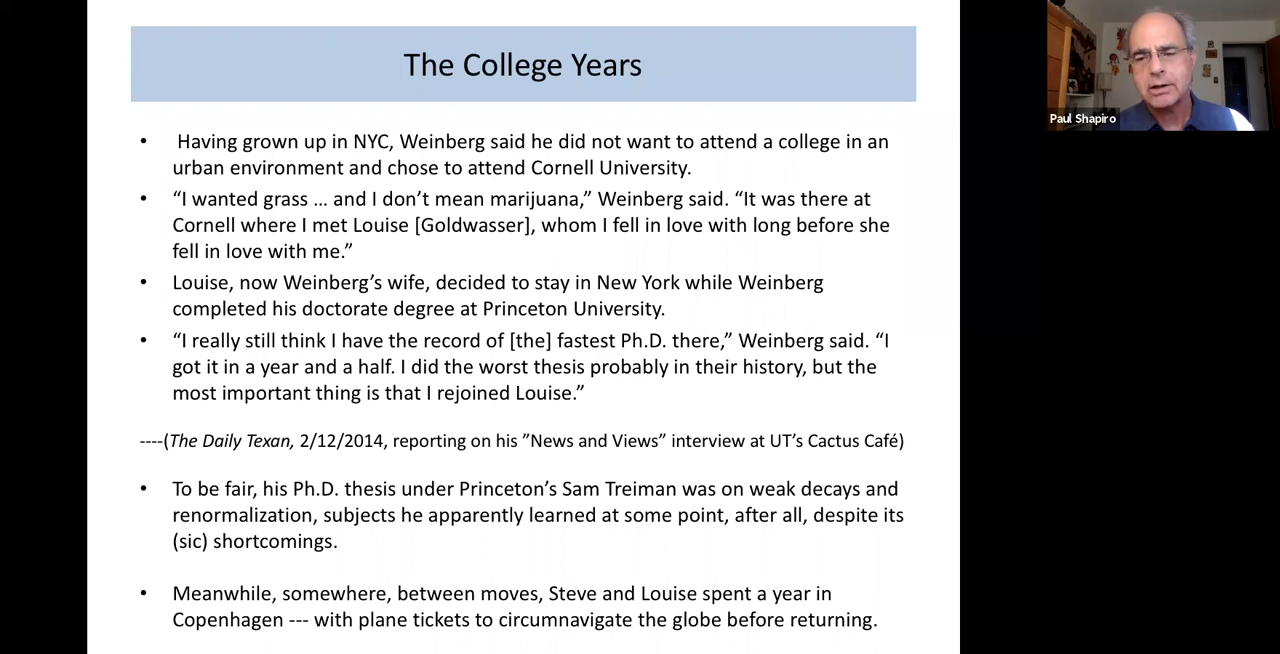 The College Years
• Having grown up in NYC, Weinberg said he did not want to attend a college in an
urban environment and chose to attend Cornell University.
• “I wanted grass … and I don’t mean marijuana,” Weinberg said. “It was there at
Cornell where I met Louise [Goldwasser], whom I fell in love with long before she
fell in love with me.”
• Louise, now Weinberg’s wife, decided to stay in New York while Weinberg
completed his doctorate degree at Princeton University.
• “I really still think I have the record of [the] fastest Ph.D. there,” Weinberg said. “I
got it in a year and a half. I did the worst thesis probably in their history, but the
most important thing is that I rejoined Louise.”
----(The Daily Texan, 2/12/2014, reporting on his ”News and Views” interview at UT’s Cactus Café)
• To be fair, his Ph.D. thesis under Princeton’s Sam Treiman was on weak decays and
renormalization, subjects he apparently learned at some point, after all, despite its
(sic) shortcomings.
• Meanwhile, somewhere, between moves, Steve and Louise spent a year in
Copenhagen --- with plane tickets to circumnavigate the globe before returning.
Paul Shapiro